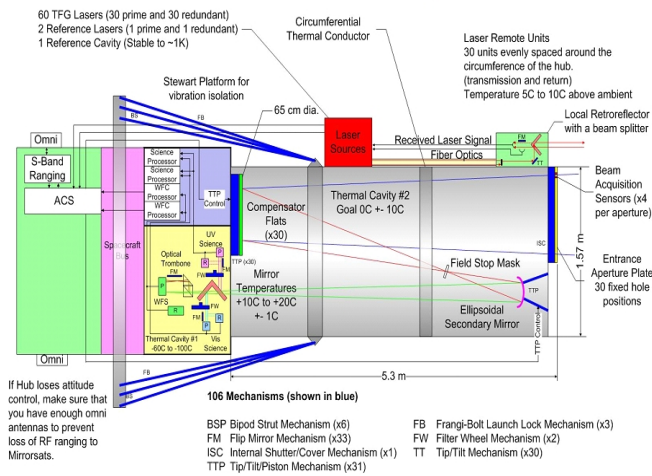 60 TFG Lasers (30 prime and 30 redundant)
2 Reference Lasers (1 prime and 1 redundant)
1 Reference Cavity (Stable to ~1K)
Circumferential
Thermal Conductor
Laser Remote Units
30 units evenly spaced around the
circumference of the hub.
(transmission and return)
Temperature 5C to 10C above ambient
Stewart Platform for
vibration isolation
FB
BS
65 cm dia.
Laser
Sources
Received Laser Signal
Fiber Optics
FM
TT
Local Retroreflector
with a beam splitter
Omni
S-Band
Ranging
ACS
Science
Processor
Science
Processor
WFC
Processor
WFC
Processor
TTP
Control
Spacecraft
Bus
Compensator
Flats
(x30)
TTP (x30)
Thermal Cavity #2
Goal 0C +- 10C
Beam
Acquisition
Sensors (x4
per aperture)
ISC
1.57 m
Entrance
Aperture Plate
30 fixed hole
positions
UV
Science
Optical
Trombone
FM
P
R
FM
FW
P
WFS
R
FM
FW
P
R
Vis
Science
Thermal Cavity #1
-60C to -100C
Mirror
Temperatures
+10C to +20C
+- 1C
Field Stop Mask
TTP
Ellipsoidal
Secondary Mirror
TTP Control
Omni
BS
FB
5.3 m
If Hub loses attitude
control, make sure that
you have enough omni
antennas to prevent
loss of RF ranging to
Mirrorsats.
106 Mechanisms (shown in blue)
BSP Bipod Strut Mechanism (x6)
FM Flip Mirror Mechanism (x33)
ISC Internal Shutter/Cover Mechanism (x1)
TTP Tip/Tilt/Piston Mechanism (x31)
FB Frangi-Bolt Launch Lock Mechanism (x3)
FW Filter Wheel Mechanism (x2)
TT Tip/Tilt Mechanism (x30)